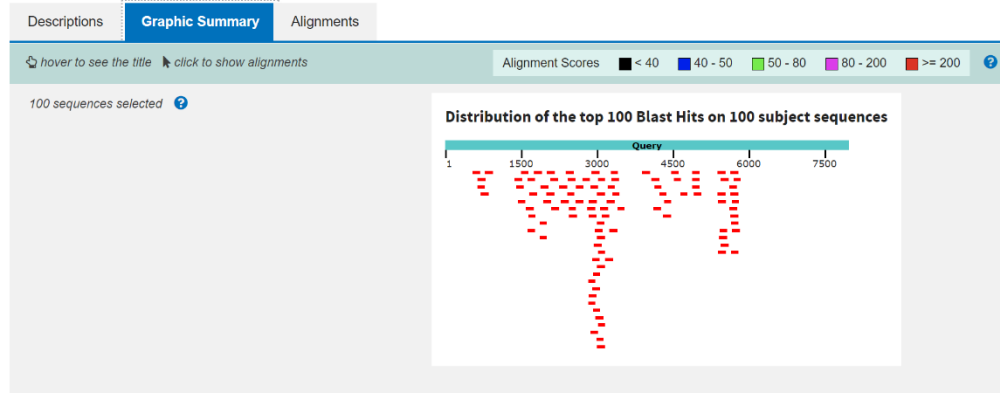 Descriptions Graphic Summary Alignments
hover to see the title click to show alignments Alignment Scores < 40 40 - 50 50 - 80 80 - 200 >= 200 ?
100 sequences selected ?
Distribution of the top 100 Blast Hits on 100 subject sequences
Query
1 1500 3000 4500 6000 7500